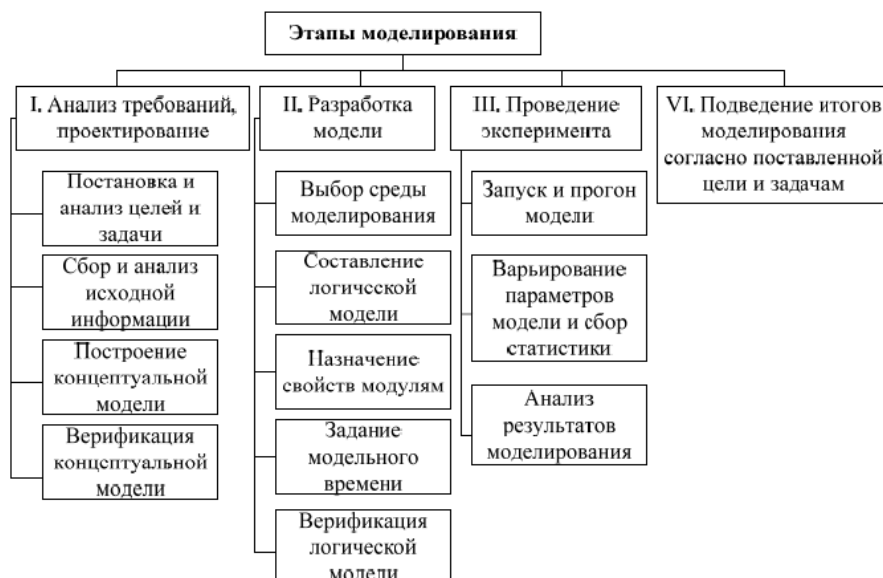 Этапы моделирования
I. Анализ требований,
проектирование
Постановка и
анализ целей и
задачи
Сбор и анализ
исходной
информации
Построение
концептуальной
модели
Верификация
концептуальной
модели
II. Разработка
модели
Выбор среды
моделирования
Составление
логической
модели
Назначение
свойств модулям
Задание
модельного
времени
Верификация
логической
модели
III. Проведение
эксперимента
Запуск и прогон
модели
Варьирование
параметров
модели и сбор
статистики
Анализ
результатов
моделирования
VI. Подведение итогов
моделирования
согласно поставленной
цели и задачам